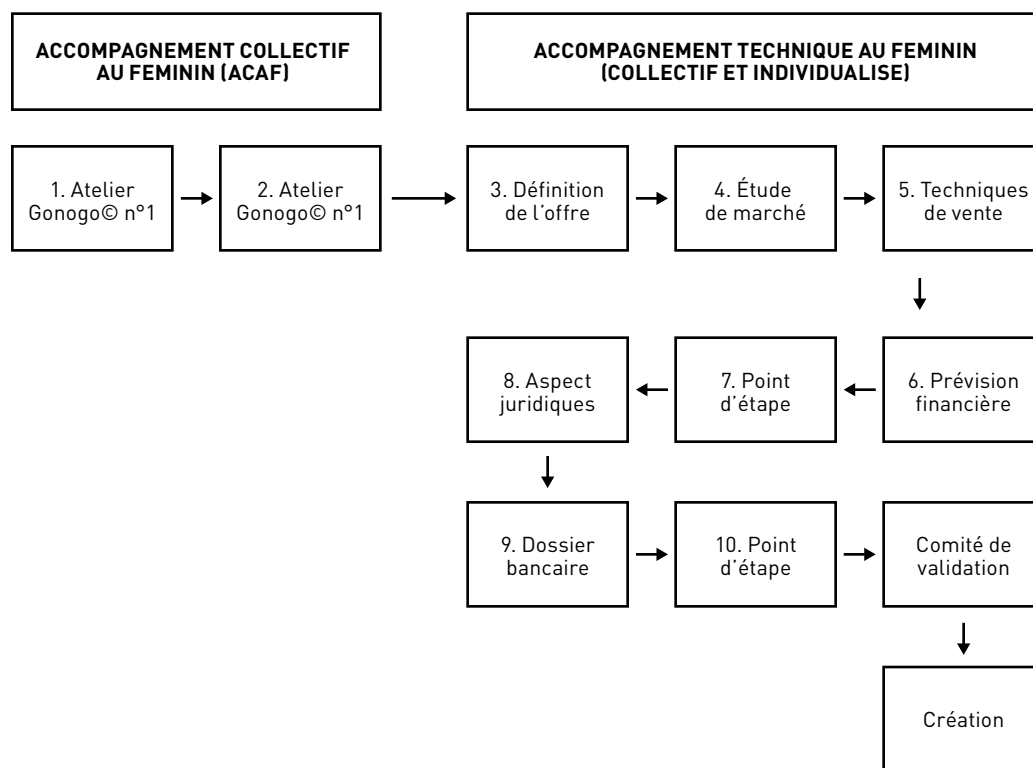 ACCOMPAGNEMENT COLLECTIF
AU FEMININ (ACAF)
ACCOMPAGNEMENT TECHNIQUE AU FEMININ
(COLLECTIF ET INDIVIDUALISE)
1. Atelier
Gonogo© n°1
2. Atelier
Gonogo© n°1
3. Définition
de l'offre
4. Étude
de marché
5. Techniques
de vente
6. Prévision
financière
7. Point
d'étape
8. Aspect
juridiques
9. Dossier
bancaire
10. Point
d'étape
Comité de
validation
Création